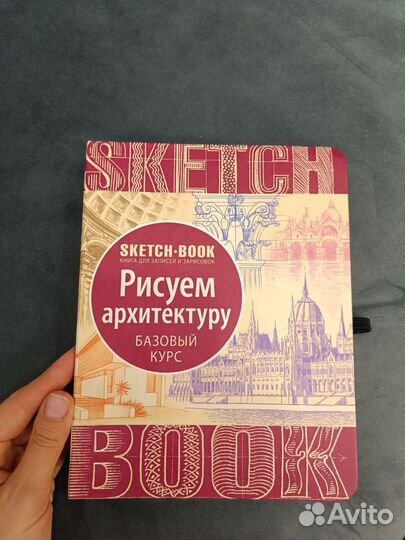 SKETCH
SKETCH-BOOK
КНИГА ДЛЯ ЗАПИСЕЙ И ЗАРИСОВОК
Рисуем
архитектуру
БАЗОВЫЙ
КУРС
BOOK
Avito